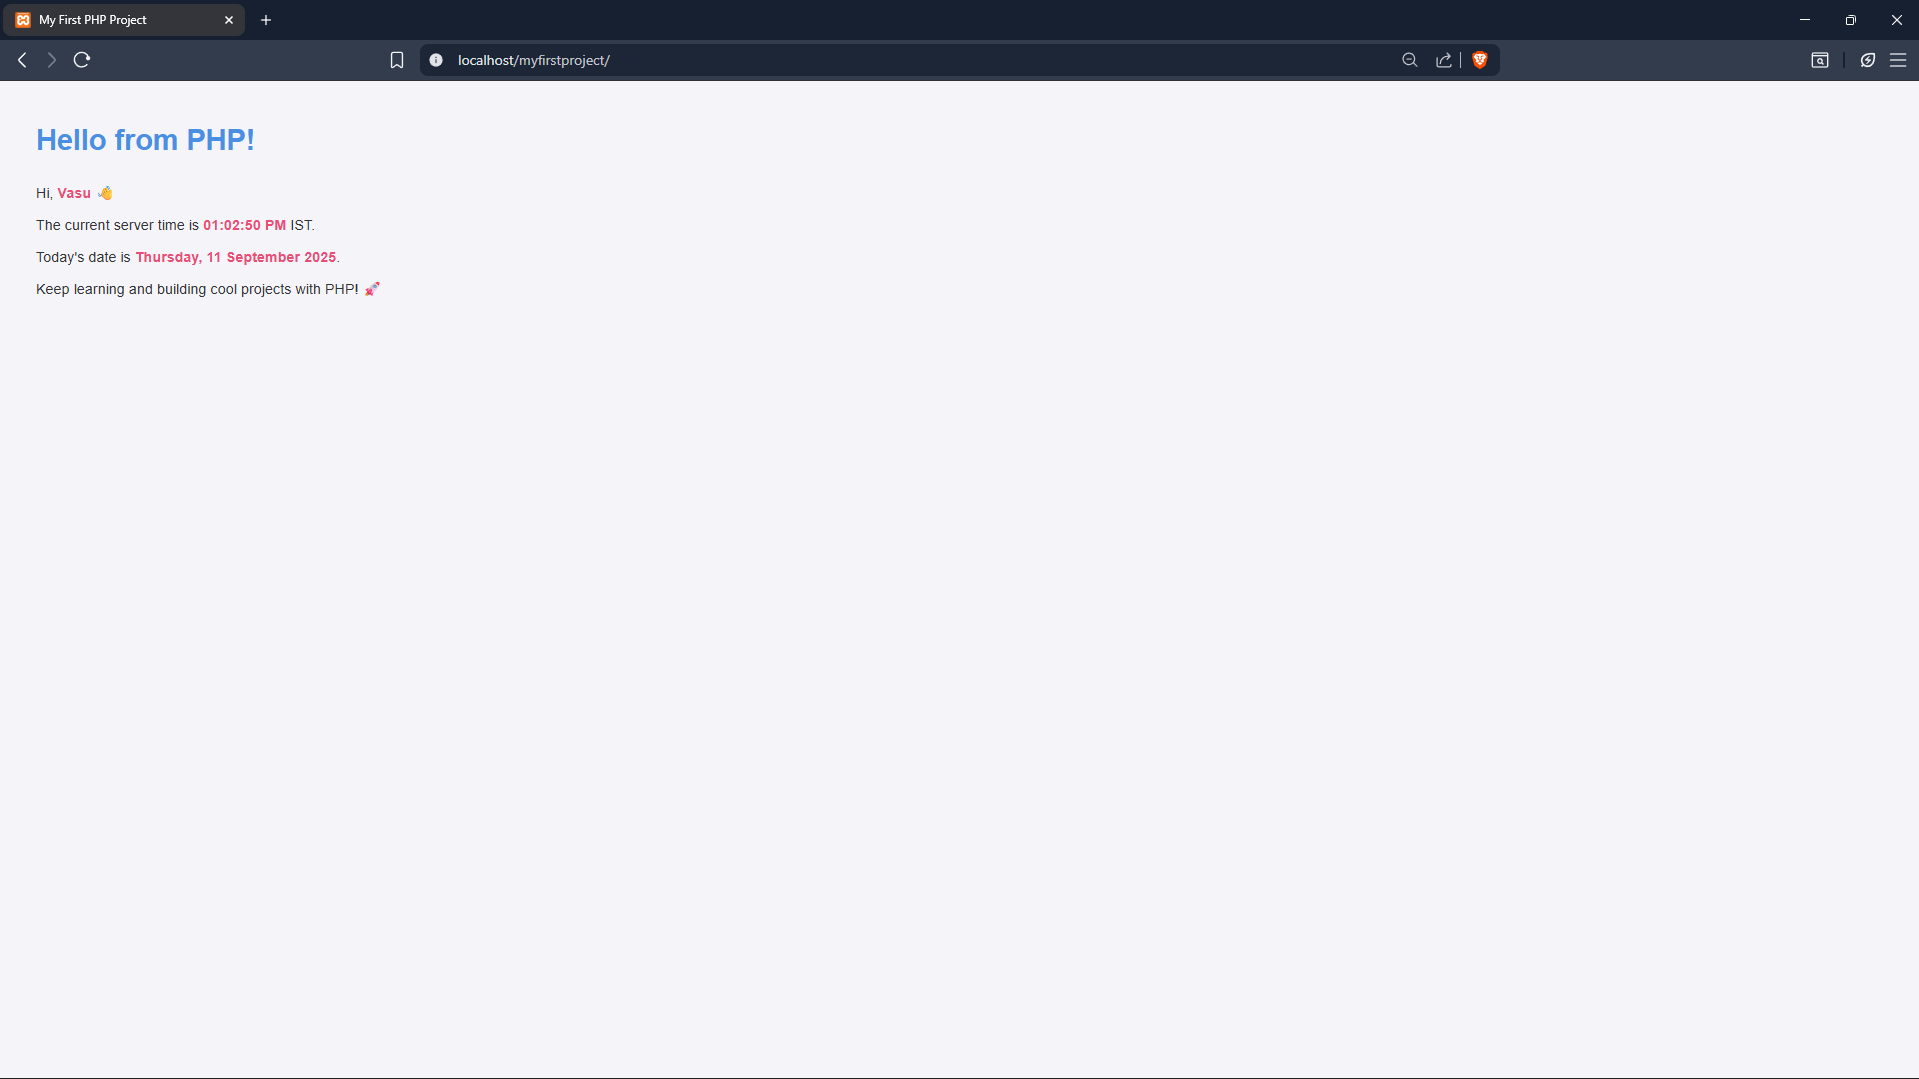 My First PHP Project
localhost/myfirstproject/
Hello from PHP!
Hi, Vasu 👋
The current server time is 01:02:50 PM IST.
Today's date is Thursday, 11 September 2025.
Keep learning and building cool projects with PHP! 🚀